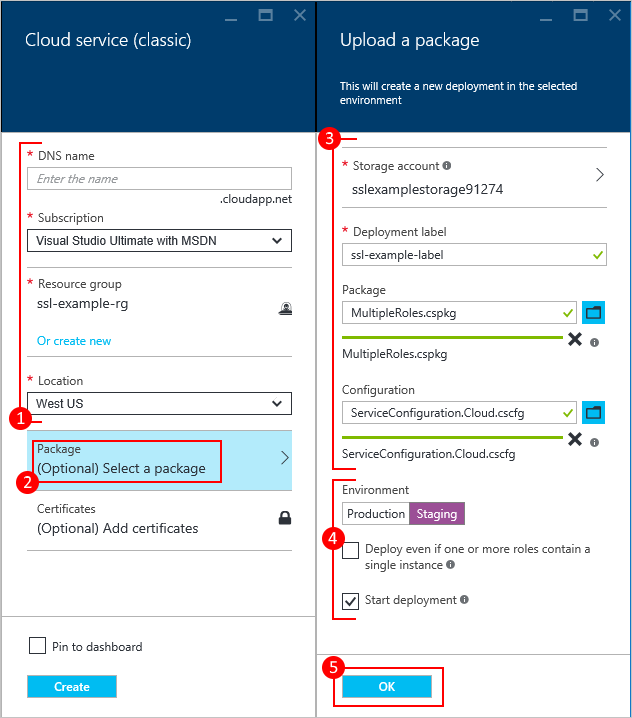 Cloud service (classic)
* DNS name
Enter the name
.cloudapp.net
* Subscription
Visual Studio Ultimate with MSDN
* Resource group
ssl-example-rg
Or create new
* Location
1
West US
Package
2
(Optional) Select a package
Certificates
(Optional) Add certificates
Pin to dashboard
Create
Upload a package
This will create a new deployment in the selected
environment
3
* Storage account
sslexamplestorage91274
* Deployment label
ssl-example-label
Package
MultipleRoles.cspkg
MultipleRoles.cspkg
Configuration
ServiceConfiguration.Cloud.cscfg
ServiceConfiguration.Cloud.cscfg
Environment
Production Staging
4
Deploy even if one or more roles contain a
single instance
Start deployment
5
OK